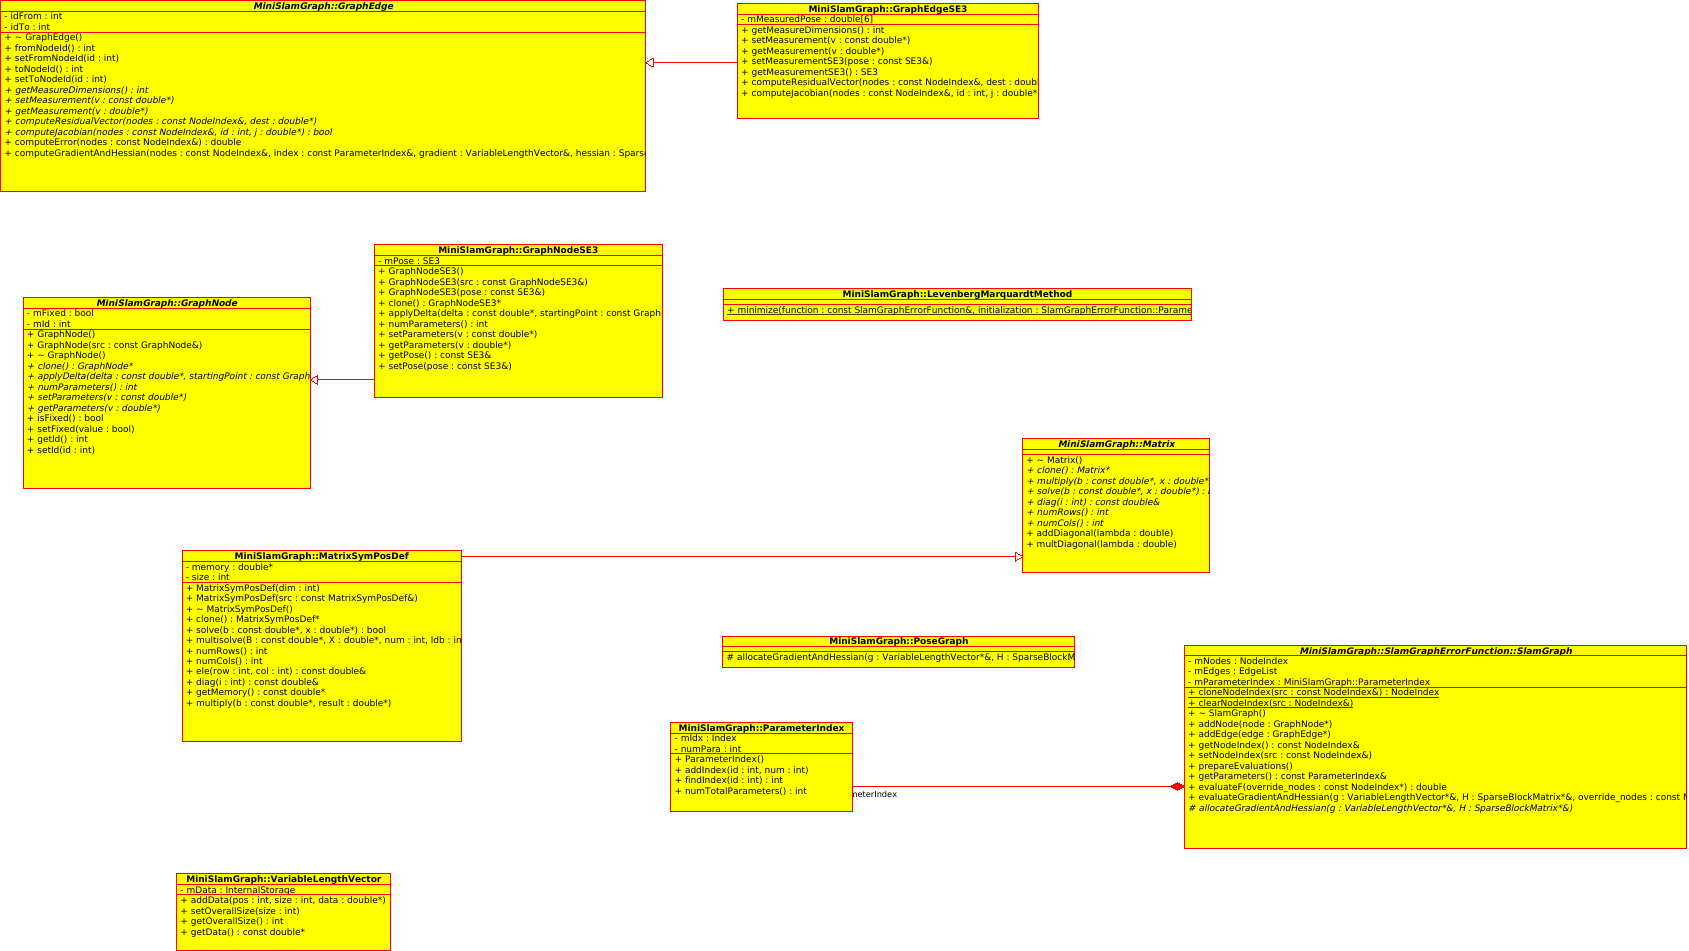 MiniSlamGraph::GraphEdge
- idFrom : int
- idTo : int
+ ~ GraphEdge()
+ fromNodeId() : int
+ setFromNodeId(id : int)
+ toNodeId() : int
+ setToNodeId(id : int)
+ getMeasureDimensions() : int
+ setMeasurement(v : const double*)
+ getMeasurement(v : double*)
+ computeResidualVector(nodes : const NodeIndex&, dest : double*)
+ computeJacobian(nodes : const NodeIndex&, id : int, j : double*) : bool
+ computeError(nodes : const NodeIndex&) : double
+ computeGradientAndHessian(nodes : const NodeIndex&, index : const ParameterIndex&, gradient : VariableLengthVector&, hessian : Spars
MiniSlamGraph::GraphEdgeSE3
- mMeasuredPose : double[6]
+ getMeasureDimensions() : int
+ setMeasurement(v : const double*)
+ getMeasurement(v : double*)
+ setMeasurementSE3(pose : const SE3&)
+ getMeasurementSE3() : SE3
+ computeResidualVector(nodes : const NodeIndex&, dest : doub
+ computeJacobian(nodes : const NodeIndex&, id : int, j : double*
MiniSlamGraph::GraphNodeSE3
- mPose : SE3
+ GraphNodeSE3()
+ GraphNodeSE3(src : const GraphNodeSE3&)
+ GraphNodeSE3(pose : const SE3&)
+ clone() : GraphNodeSE3*
+ applyDelta(delta : const double*, startingPoint : const Graph
+ numParameters() : int
+ setParameters(v : const double*)
+ getParameters(v : double*)
+ getPose() : const SE3&
+ setPose(pose : const SE3&)
MiniSlamGraph::GraphNode
- mFixed : bool
- mId : int
+ GraphNode()
+ GraphNode(src : const GraphNode&)
+ ~ GraphNode()
+ clone() : GraphNode*
+ applyDelta(delta : const double*, startingPoint : const Graph
+ numParameters() : int
+ setParameters(v : const double*)
+ getParameters(v : double*)
+ isFixed() : bool
+ setFixed(value : bool)
+ getId() : int
+ setId(id : int)
MiniSlamGraph::LevenbergMarquardtMethod
+ minimize(function : const SlamGraphErrorFunction&, initialization : SlamGraphErrorFunction::Parame
MiniSlamGraph::Matrix
+ ~ Matrix()
+ clone() : Matrix*
+ multiply(b : const double*, x : double*
+ solve(b : const double*, x : double*) :
+ diag(i : int) : const double&
+ numRows() : int
+ numCols() : int
+ addDiagonal(lambda : double)
+ multDiagonal(lambda : double)
MiniSlamGraph::MatrixSymPosDef
- memory : double*
- size : int
+ MatrixSymPosDef(dim : int)
+ MatrixSymPosDef(src : const MatrixSymPosDef&)
+ ~ MatrixSymPosDef()
+ clone() : MatrixSymPosDef*
+ solve(b : const double*, x : double*) : bool
+ multisolve(B : const double*, X : double*, num : int, ldb : in
+ numRows() : int
+ numCols() : int
+ ele(row : int, col : int) : const double&
+ diag(i : int) : const double&
+ getMemory() : const double*
+ multiply(b : const double*, result : double*)
MiniSlamGraph::PoseGraph
# allocateGradientAndHessian(g : VariableLengthVector*&, H : SparseBlockM
MiniSlamGraph::SlamGraphErrorFunction::SlamGraph
- mNodes : NodeIndex
- mEdges : EdgeList
- mParameterIndex : MiniSlamGraph::ParameterIndex
+ cloneNodeIndex(src : const NodeIndex&) : NodeIndex
+ clearNodeIndex(src : NodeIndex&)
+ ~ SlamGraph()
+ addNode(node : GraphNode*)
+ addEdge(edge : GraphEdge*)
+ getNodeIndex() : const NodeIndex&
+ setNodeIndex(src : const NodeIndex&)
+ prepareEvaluations()
+ getParameters() : const ParameterIndex&
+ evaluateF(override_nodes : const NodeIndex*) : double
+ evaluateGradientAndHessian(g : VariableLengthVector*&, H : SparseBlockMatrix*&, override_nodes : const N
# allocateGradientAndHessian(g : VariableLengthVector*&, H : SparseBlockMatrix*&)
MiniSlamGraph::ParameterIndex
- mIdx : Index
- numPara : int
+ ParameterIndex()
+ addIndex(id : int, num : int)
+ findIndex(id : int) : int
+ numTotalParameters() : int
meterIndex
MiniSlamGraph::VariableLengthVector
- mData : InternalStorage
+ addData(pos : int, size : int, data : double*)
+ setOverallSize(size : int)
+ getOverallSize() : int
+ getData() : const double*